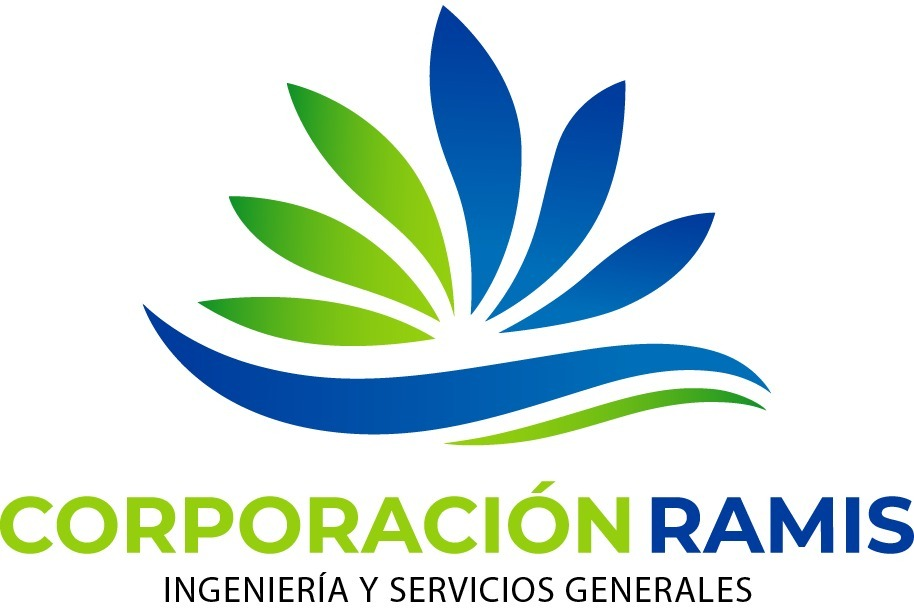 CORPORACIÓN RAMIS
INGENIERÍA Y SERVICIOS GENERALES